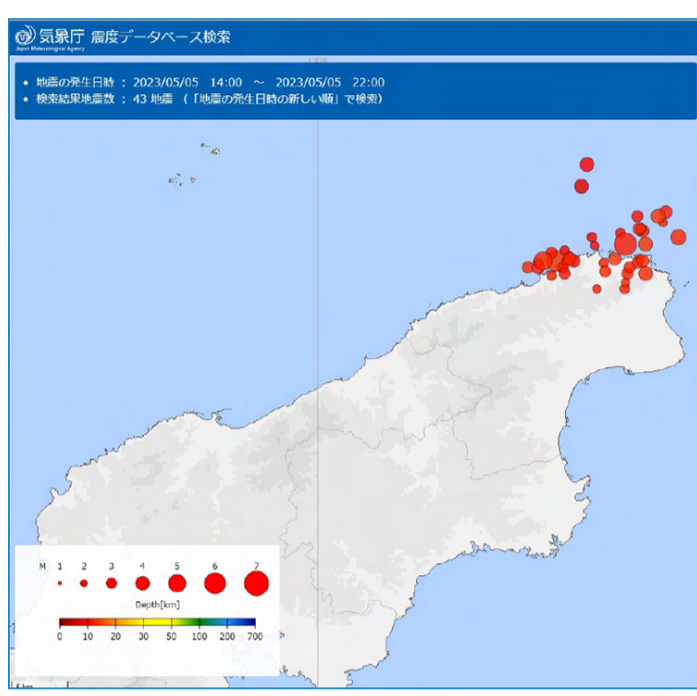 気象庁 震度データベース検索
Japan Meteorological Agency
• 地震の発生日時 ： 2023/05/05 14:00 ～ 2023/05/05 22:00
• 検索結果地震数 ： 43 地震 （「地震の発生日時の新しい順」で検索）
M 1 2 3 4 5 6 7
Depth[km]
0 10 20 30 50 100 200 700